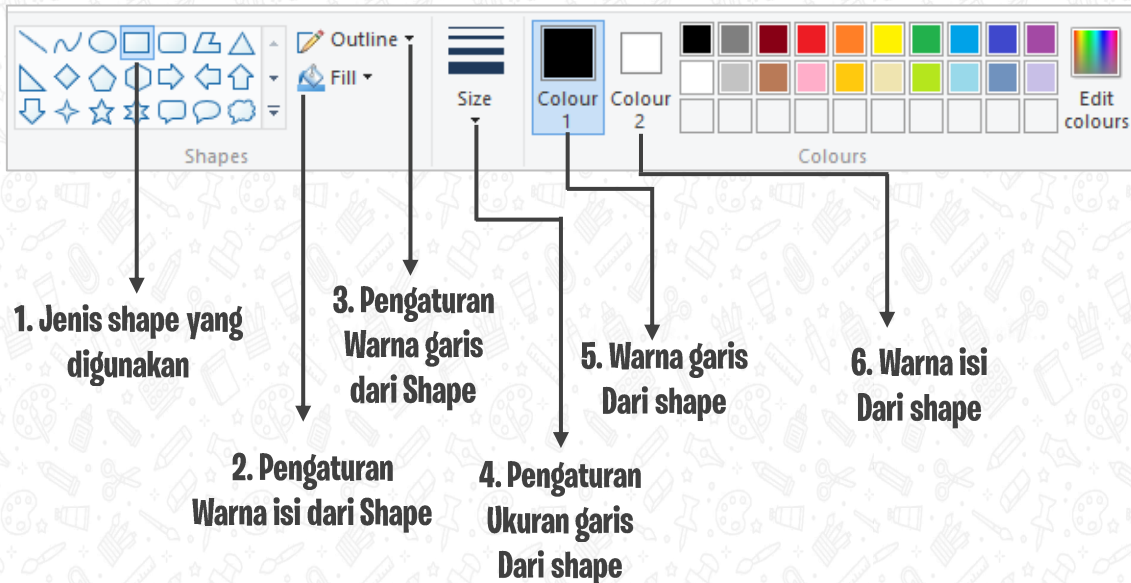 Outline
Fill
Shapes
Size
Colour
1
Colour
2
Edit
colours
Colours
1. Jenis shape yang
digunakan
2. Pengaturan
Warna isi dari Shape
3. Pengaturan
Warna garis
dari Shape
4. Pengaturan
Ukuran garis
Dari shape
5. Warna garis
Dari shape
6. Warna isi
Dari shape